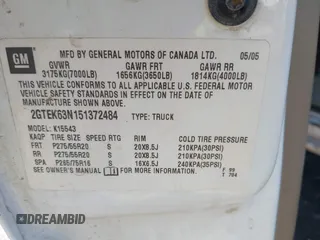 GM
MFD BY GENERAL MOTORS OF CANADA LTD. 05/05
GVWR GAWR FRT GAWR RR
3175KG(7000LB) 1656KG(3650LB) 1814KG(4000LB)
THIS VEHICLE CONFORMS TO ALL APPLICABLE U.S. FEDERAL MOTOR
VEHICLE SAFETY STANDARDS IN EFFECT ON THE DATE OF
MANUFACTURE SHOWN ABOVE.
2GTEK63N151372484 TYPE: TRUCK
MODEL: K15543
KAQP TIRE SIZE SPEED RTG RIM COLD TIRE PRESSURE
FRT P275/55R20 S 20X8.5J 210KPA(30PSI)
RR P275/55R20 S 20X8.5J 210KPA(30PSI)
SPA P265/75R16 S 16X6.5J 240KPA(35PSI)
SEE OWNER'S MANUAL FOR ADDITIONAL INFORMATION
T 704
DREAMBID